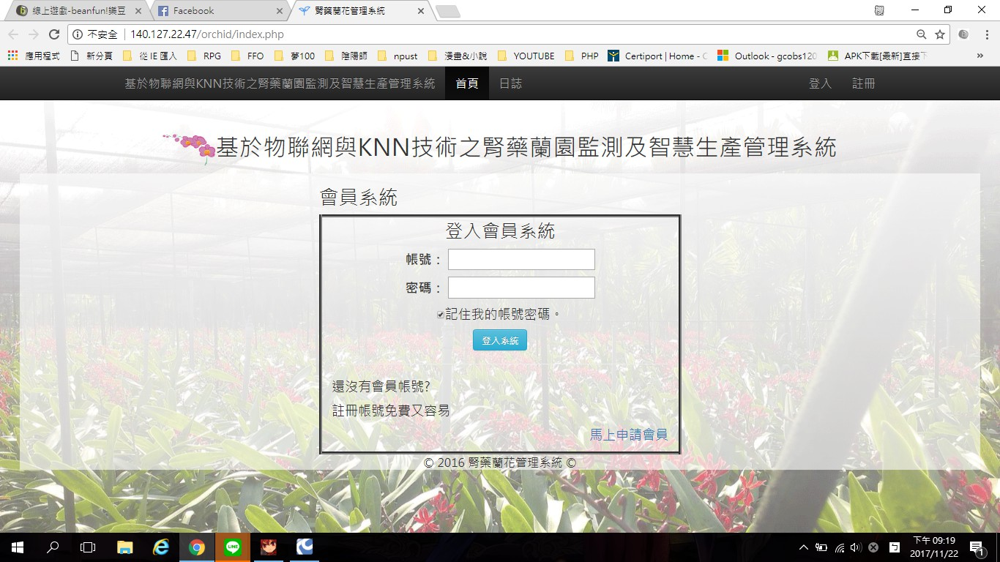 線上遊戲-beanfun!樂豆
Facebook
腎藥蘭花管理系統
不安全 140.127.22.47/orchid/index.php
應用程式 新分頁 從 IE 匯入 RPG FFO 夢100 陰陽師 npust 漫畫&小說 YOUTUBE PHP Certiport | Home - C Outlook - gcobs120 APK下載[最新]直接下 »
基於物聯網與KNN技術之腎藥蘭園監測及智慧生產管理系統 首頁 日誌 登入 註冊
基於物聯網與KNN技術之腎藥蘭園監測及智慧生產管理系統
會員系統
登入會員系統
帳號：
密碼：
記住我的帳號密碼。
登入系統
還沒有會員帳號?
註冊帳號免費又容易
馬上申請會員
© 2016 腎藥蘭花管理系統 ©
LINE
下午 09:19
2017/11/22
1